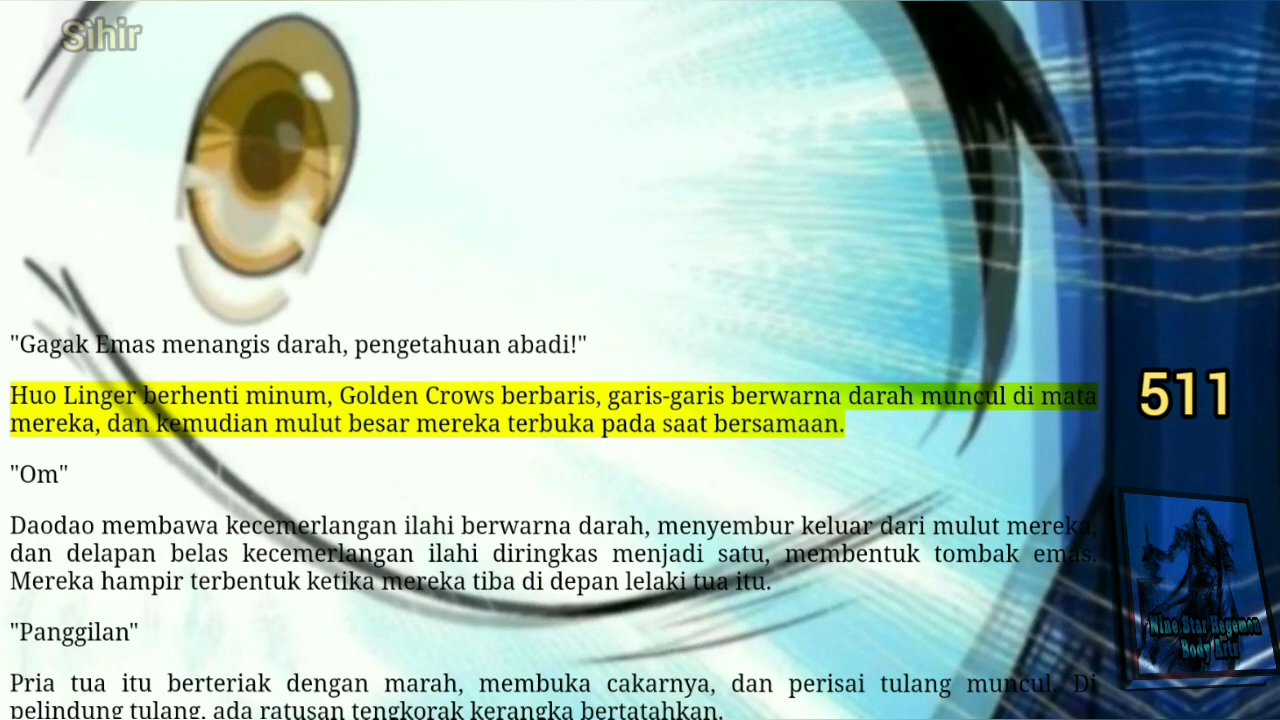 Sihir
"Gagak Emas menangis darah, pengetahuan abadi!"
Huo Linger berhenti minum, Golden Crows berbaris, garis-garis berwarna darah muncul di mata
mereka, dan kemudian mulut besar mereka terbuka pada saat bersamaan.
511
"Om"
Daodao membawa kecemerlangan ilahi berwarna darah, menyembur keluar dari mulut mereka,
dan delapan belas kecemerlangan ilahi diringkas menjadi satu, membentuk tombak emas.
Mereka hampir terbentuk ketika mereka tiba di depan lelaki tua itu.
"Panggilan"
Nine Star Hegemon
Body Arts
Pria tua itu berteriak dengan marah, membuka cakarnya, dan perisai tulang muncul. Di
pelindung tulang, ada ratusan tengkorak kerangka bertatahkan.